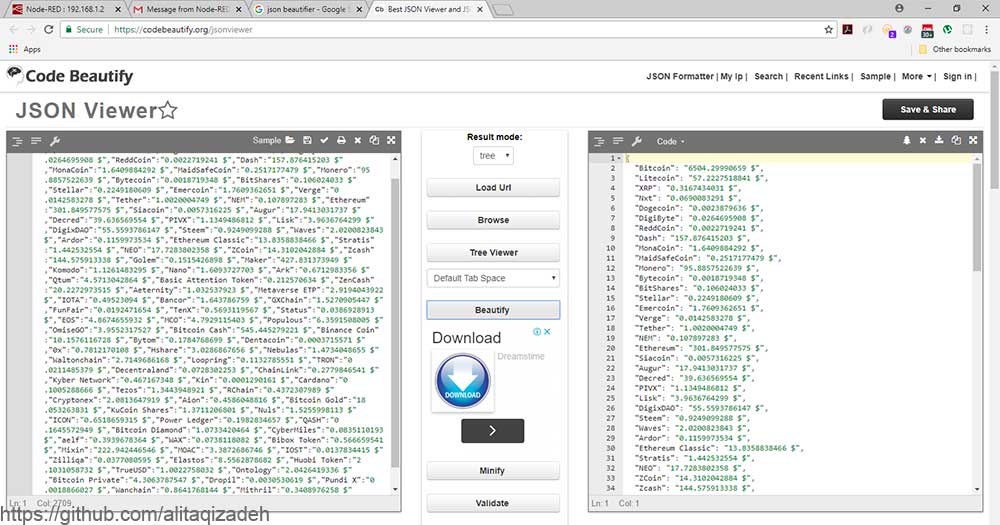 Node-RED : 192.168.1.2
Message from Node-RED
json beautifier - Google S
Best JSON Viewer and JS
Secure | https://codebeautify.org/jsonviewer
Apps
Other bookmarks
Code Beautify
JSON Formatter | My Ip | Search | Recent Links | Sample | More | Sign in |
JSON Viewer
Save & Share
Sample
,0264695908 $","ReddCoin":"0.0022719241 $","Dash":"157.876415203 $"
,"MonaCoin":"1.6409884292 $","MaidSafeCoin":"0.2517177479 $","Monero":"95
.8857522639 $","Bytecoin":"0.0018719348 $","BitShares":"0.106024033 $"
,"Stellar":"0.2249180609 $","Emercoin":"1.7609362651 $","Verge":"0
.0142583278 $","Tether":"1.0020004749 $","NEM":"0.107897283 $","Ethereum"
:"301.849577575 $","Siacoin":"0.0057316225 $","Augur":"17.9413031737 $"
,"Decred":"39.636569554 $","PIVX":"1.1349486812 $","Lisk":"3.9636764299 $"
,"DigixDAO":"55.5593786147 $","Steem":"0.9249099288 $","Waves":"2.0200823843
$","Ardor":"0.1159973534 $","Ethereum Classic":"13.8358838466 $","Stratis"
:"1.442532554 $","NEO":"17.7283802358 $","ZCoin":"14.3102042884 $","Zcash"
:"144.575913338 $","Golem":"0.1515426898 $","Maker":"427.831373949 $"
,"Komodo":"1.1261483295 $","Nano":"1.6093727703 $","Ark":"0.6712983356 $"
,"Qtum":"4.5713042864 $","Basic Attention Token":"0.212570634 $","ZenCash"
:"20.2272973515 $","Aeternity":"1.032537923 $","Metaverse ETP":"2.9194043922
$","IOTA":"0.49523094 $","Bancor":"1.643786759 $","GXChain":"1.5270905447 $"
,"FunFair":"0.0192471654 $","TenX":"0.5693119567 $","Status":"0.0386928913
$","EOS":"4.8674655932 $","MCO":"4.7929115403 $","Populous":"6.3591508005 $"
,"OmiseGO":"3.9552317527 $","Bitcoin Cash":"545.445279221 $","Binance Coin"
:"10.1576116728 $","Bytom":"0.1784768699 $","Dentacoin":"0.0003715571 $"
,"0x":"0.7812170108 $","Hshare":"3.0286867656 $","Nebulas":"1.4734048655 $"
,"Waltonchain":"2.7149686168 $","Loopring":"0.1132785551 $","TRON":"0
.0211485379 $","Decentraland":"0.0728302253 $","ChainLink":"0.2779846541 $"
,"Kyber Network":"0.467167348 $","Kin":"0.0001290161 $","Cardano":"0
.1005288666 $","Tezos":"1.3443948921 $","RChain":"0.4372307989 $"
,"Cryptonex":"2.0813647919 $","Aion":"0.4586048816 $","Bitcoin Gold":"18
.053263831 $","KuCoin Shares":"1.3711206801 $","Nuls":"1.5255998113 $"
,"ICON":"0.6518659315 $","Power Ledger":"0.1982834657 $","QASH":"0
.1645572949 $","Bitcoin Diamond":"1.0733420464 $","CyberMiles":"0.0835110193
$","aelf":"0.3939678364 $","WAX":"0.0738118082 $","Bibox Token":"0.566659541
$","Mixin":"222.942446546 $","MOAC":"3.3872686746 $","IOST":"0.0137834415 $"
,"Zilliqa":"0.0377080595 $","Elastos":"8.5562878682 $","Huobi Token":"2
.1031058732 $","TrueUSD":"1.0022758032 $","Ontology":"2.0426419336 $"
,"Bitcoin Private":"4.3063787547 $","Dropil":"0.0030530619 $","Pundi X":"0
.0018866027 $","Wanchain":"0.8641768144 $","Mithril":"0.3408976258 $"
Ln: 1 Col: 2709
Result mode:
tree
Load Url
Browse
Tree Viewer
Default Tab Space
Beautify
Download
Dreamstime
DOWNLOAD
Minify
Validate
Code
1 {
2 "Bitcoin": "6504.29990659 $",
3 "Litecoin": "57.2227518841 $",
4 "XRP": "0.3167434031 $",
5 "Nxt": "0.0690083291 $",
6 "Dogecoin": "0.0023879636 $",
7 "DigiByte": "0.0264695908 $",
8 "ReddCoin": "0.0022719241 $",
9 "Dash": "157.876415203 $",
10 "MonaCoin": "1.6409884292 $",
11 "MaidSafeCoin": "0.2517177479 $",
12 "Monero": "95.8857522639 $",
13 "Bytecoin": "0.0018719348 $",
14 "BitShares": "0.106024033 $",
15 "Stellar": "0.2249180609 $",
16 "Emercoin": "1.7609362651 $",
17 "Verge": "0.0142583278 $",
18 "Tether": "1.0020004749 $",
19 "NEM": "0.107897283 $",
20 "Ethereum": "301.849577575 $",
21 "Siacoin": "0.0057316225 $",
22 "Augur": "17.9413031737 $",
23 "Decred": "39.636569554 $",
24 "PIVX": "1.1349486812 $",
25 "Lisk": "3.9636764299 $",
26 "DigixDAO": "55.5593786147 $",
27 "Steem": "0.9249099288 $",
28 "Waves": "2.0200823843 $",
29 "Ardor": "0.1159973534 $",
30 "Ethereum Classic": "13.8358838466 $",
31 "Stratis": "1.442532554 $",
32 "NEO": "17.7283802358 $",
33 "ZCoin": "14.3102042884 $",
34 "Zcash": "144.575913338 $",
Ln: 1 Col: 1
https://github.com/alitaqizadeh